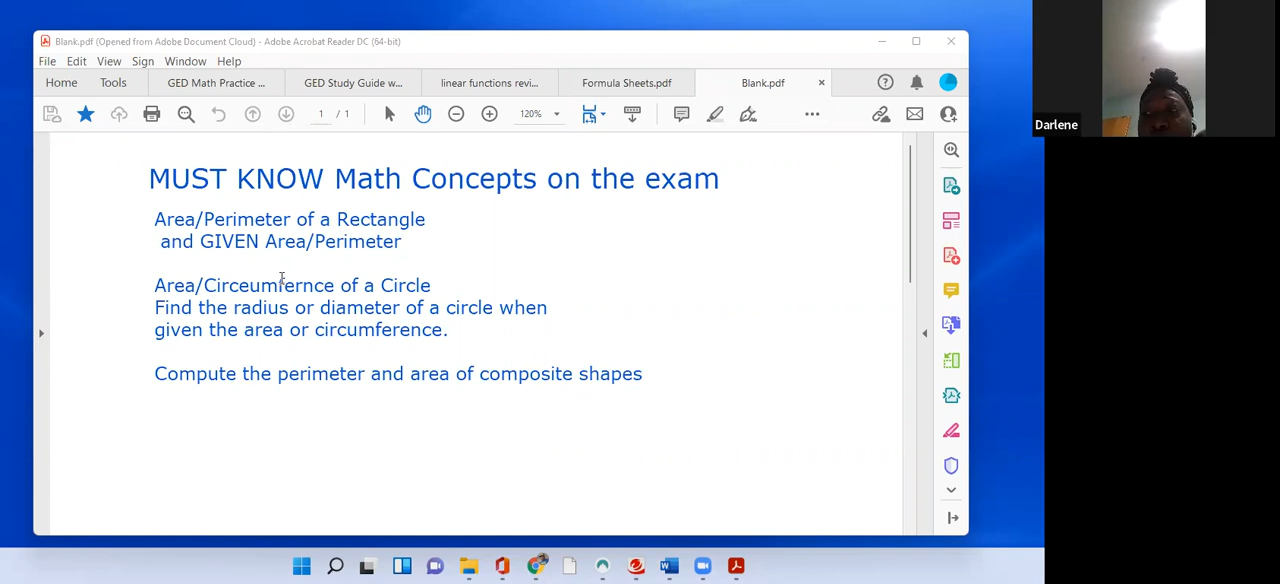 Blank.pdf (Opened from Adobe Document Cloud) - Adobe Acrobat Reader DC (64-bit)
File Edit View Sign Window Help
Home Tools GED Math Practice ... GED Study Guide w... linear functions revi... Formula Sheets.pdf Blank.pdf
1 / 1 120%
MUST KNOW Math Concepts on the exam
Area/Perimeter of a Rectangle
and GIVEN Area/Perimeter
Area/Circeumfernce of a Circle
Find the radius or diameter of a circle when
given the area or circumference.
Compute the perimeter and area of composite shapes
Darlene